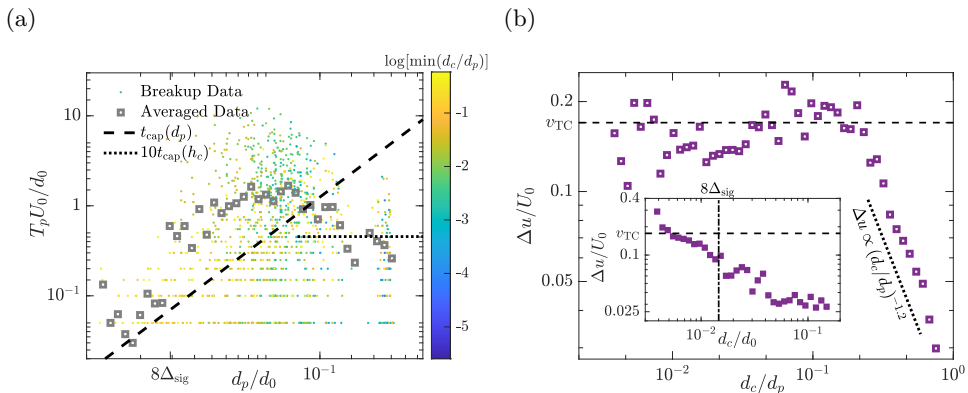 (a)
log[min(d_c/d_p)]
10^1
1
10^{-1}
T_pU_0/d_0
Breakup Data
Averaged Data
t_cap(d_p)
10t_cap(h_c)
8Δ_sig
d_p/d_0
10^{-1}
-1
-2
-3
-4
-5
(b)
0.2
v_TC
0.1
0.05
Δu/U_0
10^{-2}
10^{-1}
10^0
d_c/d_p
Δu ∝ (d_c/d_p)^{-1.2}
8Δ_sig
0.4
v_TC
0.1
0.025
Δu/U_0
10^{-2}
d_c/d_0
10^{-1}